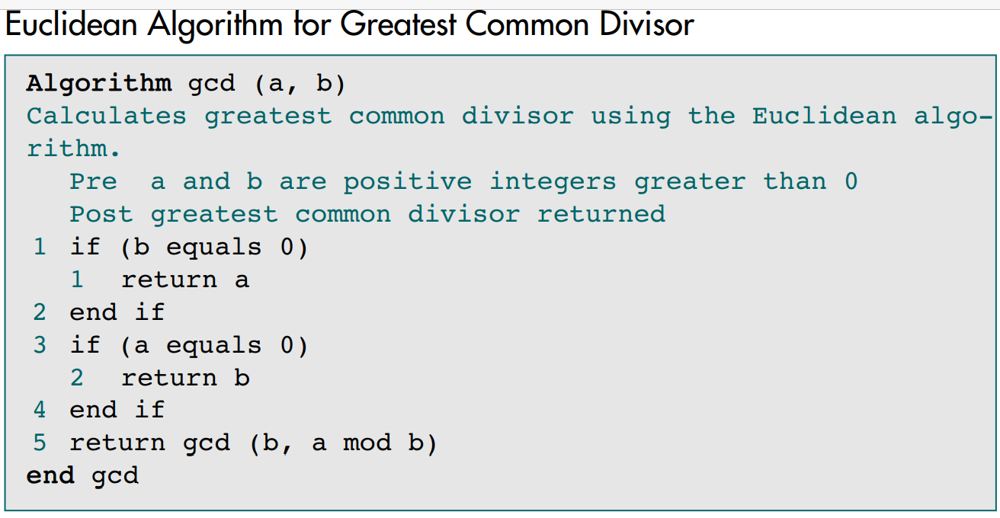 Euclidean Algorithm for Greatest Common Divisor
Algorithm gcd (a, b)
Calculates greatest common divisor using the Euclidean algo-
rithm.
Pre a and b are positive integers greater than 0
Post greatest common divisor returned
1 if (b equals 0)
1 return a
2 end if
3 if (a equals 0)
2 return b
4 end if
5 return gcd (b, a mod b)
end gcd